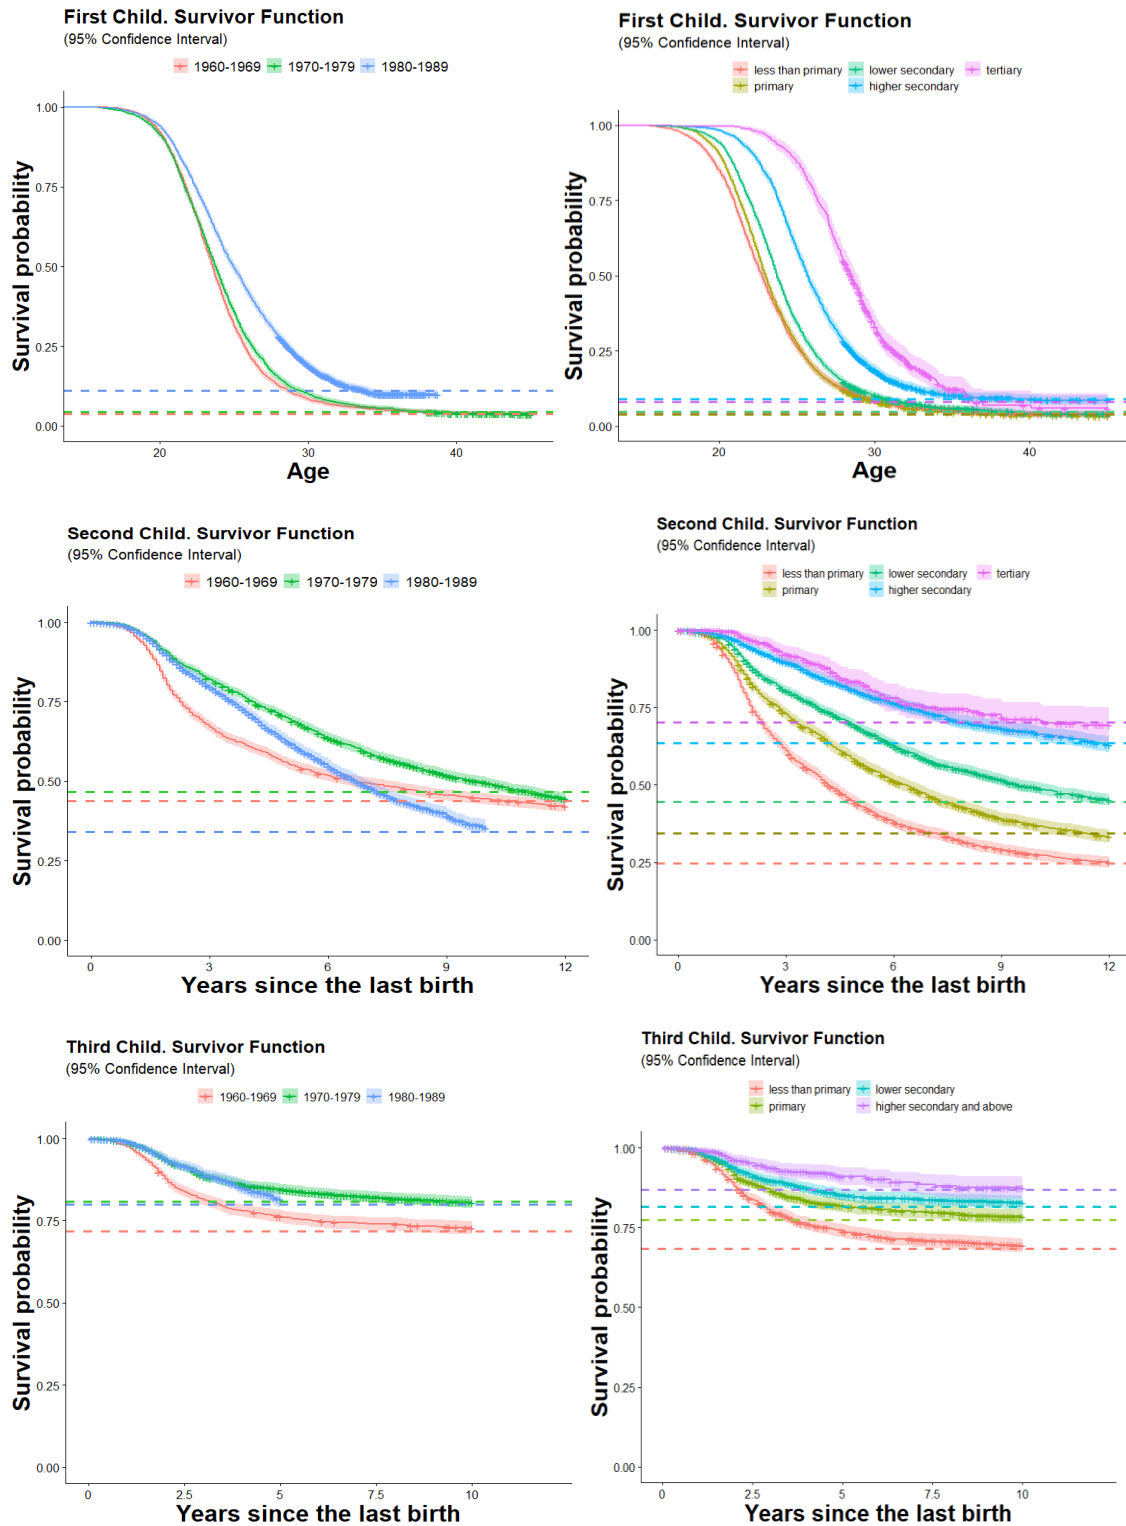 First Child. Survivor Function
(95% Confidence Interval)
1960-1969 1970-1979 1980-1989
1.00
0.75
0.50
0.25
0.00
Survival probability
20 30 40
Age
First Child. Survivor Function
(95% Confidence Interval)
less than primary lower secondary tertiary
primary higher secondary
1.00
0.75
0.50
0.25
0.00
Survival probability
20 30 40
Age
Second Child. Survivor Function
(95% Confidence Interval)
1960-1969 1970-1979 1980-1989
1.00
0.75
0.50
0.25
0.00
Survival probability
0 3 6 9 12
Years since the last birth
Second Child. Survivor Function
(95% Confidence Interval)
less than primary lower secondary tertiary
primary higher secondary
1.00
0.75
0.50
0.25
0.00
Survival probability
0 3 6 9 12
Years since the last birth
Third Child. Survivor Function
(95% Confidence Interval)
1960-1969 1970-1979 1980-1989
1.00
0.75
0.50
0.25
0.00
Survival probability
0 2.5 5 7.5 10
Years since the last birth
Third Child. Survivor Function
(95% Confidence Interval)
less than primary lower secondary
primary higher secondary and above
1.00
0.75
0.50
0.25
0.00
Survival probability
0 2.5 5 7.5 10
Years since the last birth